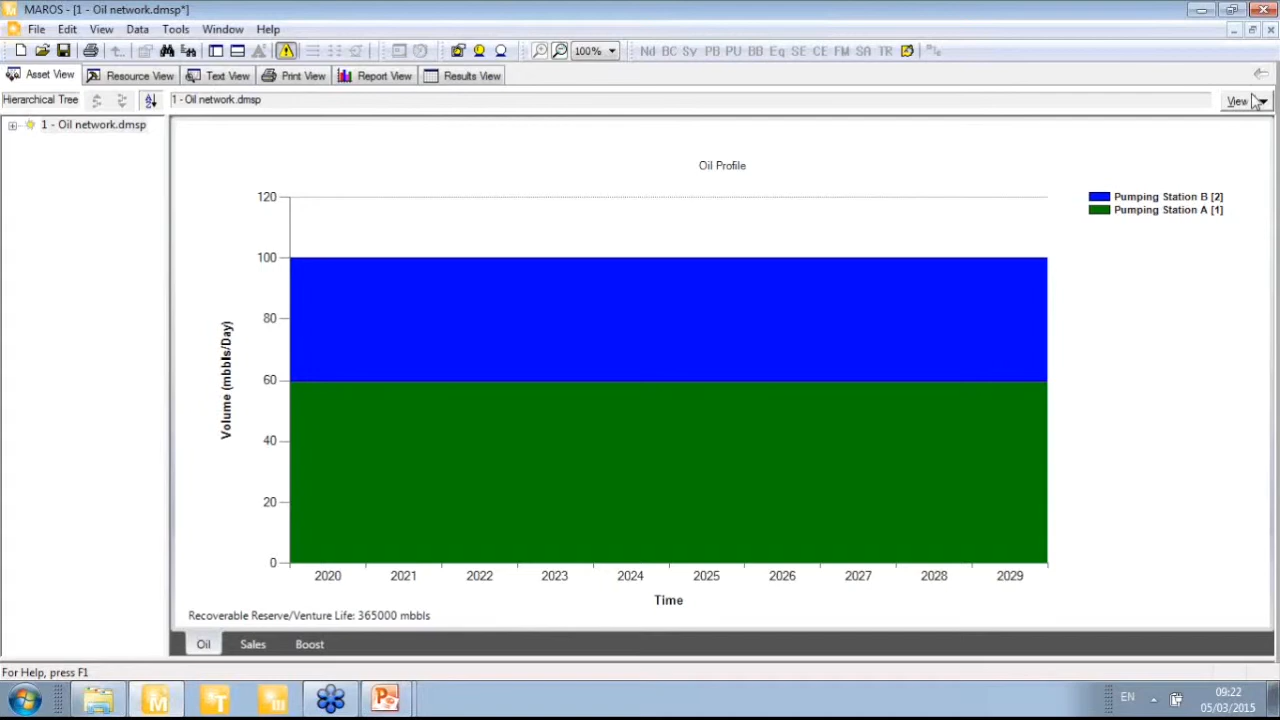 MAROS - [1 - Oil network.dmsp*]
File Edit View Data Tools Window Help
100%
Asset View Resource View Text View Print View Report View Results View
Hierarchical Tree 1 - Oil network.dmsp View
1 - Oil network.dmsp
Oil Profile
Pumping Station B [2]
Pumping Station A [1]
120
100
80
60
40
20
0
Volume (mbbls/Day)
2020 2021 2022 2023 2024 2025 2026 2027 2028 2029
Time
Recoverable Reserve/Venture Life: 365000 mbbls
Oil Sales Boost
For Help, press F1
EN
09:22
05/03/2015